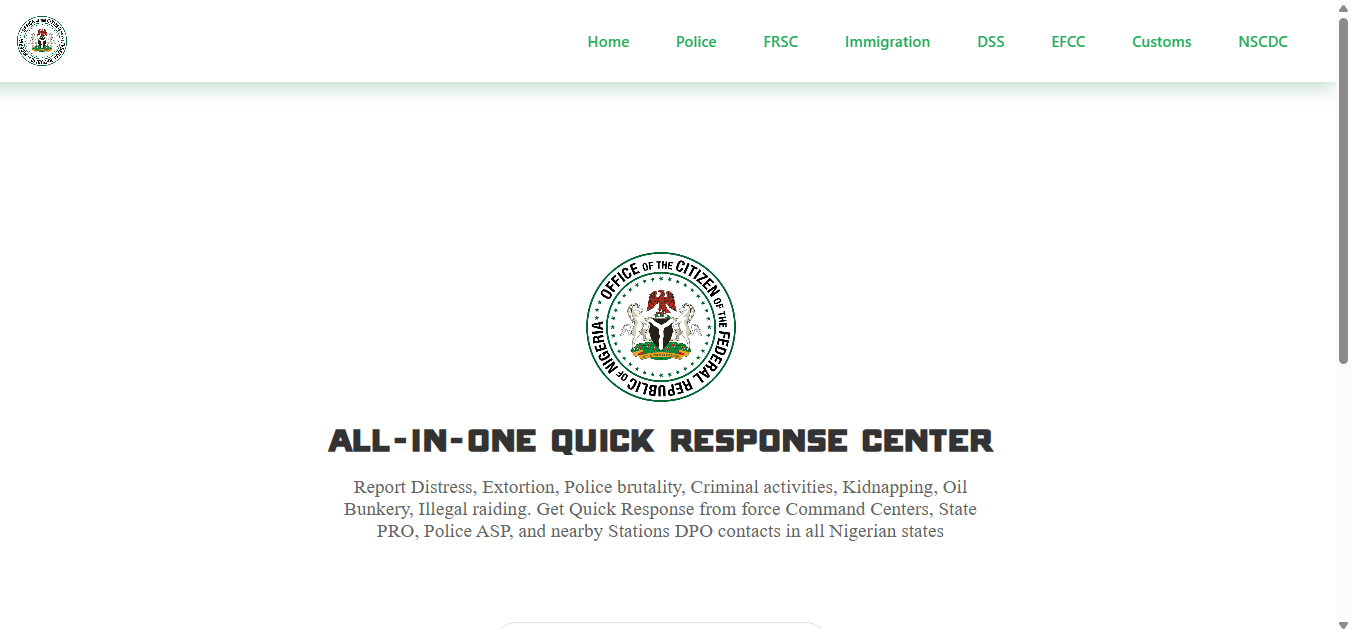 Home Police FRSC Immigration DSS EFCC Customs NSCDC
OFFICE OF THE CITIZEN OF THE FEDERAL REPUBLIC OF NIGERIA
ALL-IN-ONE QUICK RESPONSE CENTER
Report Distress, Extortion, Police brutality, Criminal activities, Kidnapping, Oil
Bunkery, Illegal raiding. Get Quick Response from force Command Centers, State
PRO, Police ASP, and nearby Stations DPO contacts in all Nigerian states